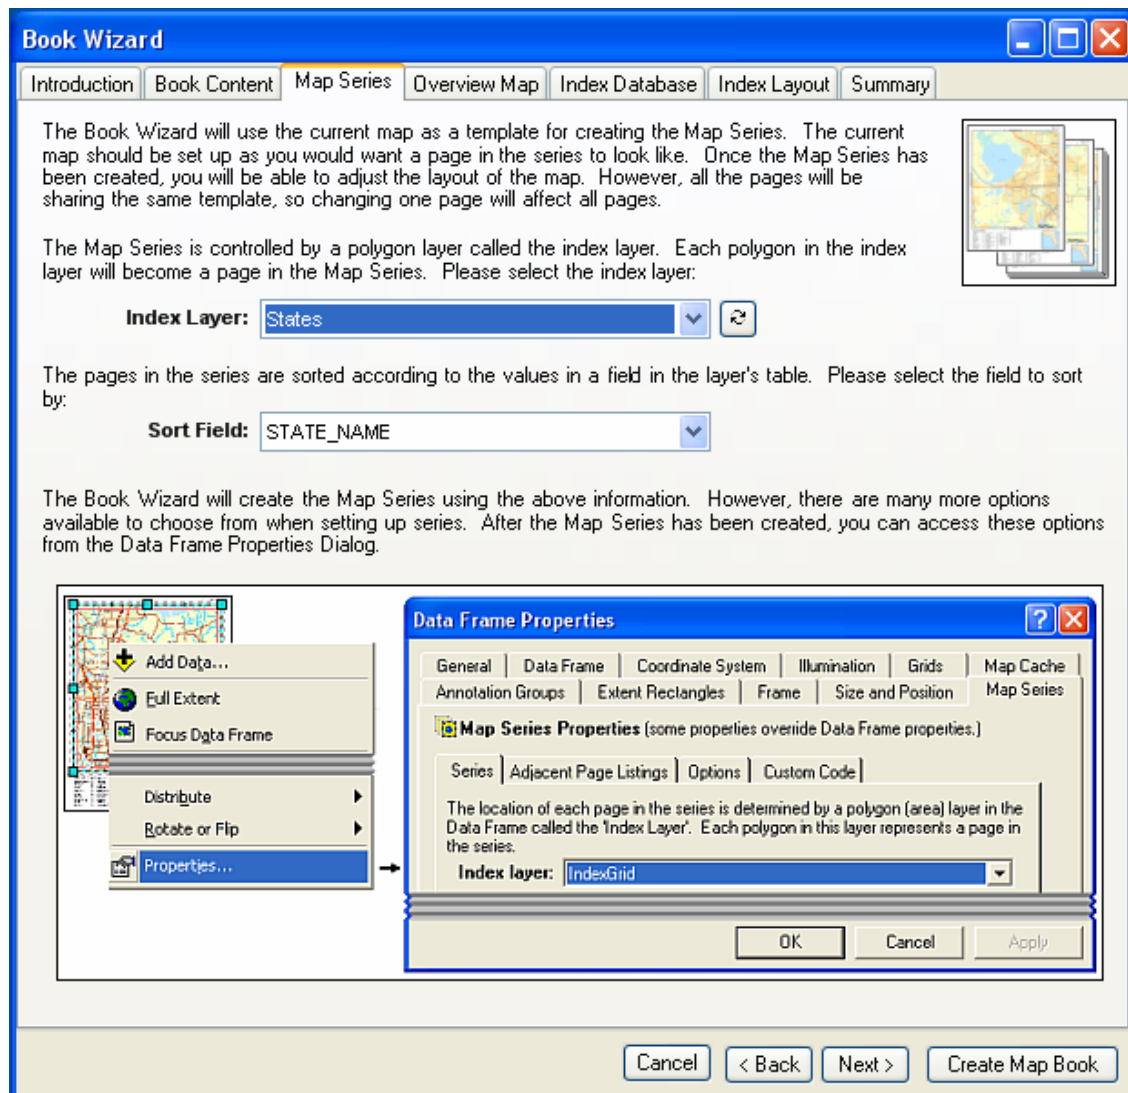 Book Wizard
Introduction Book Content Map Series Overview Map Index Database Index Layout Summary
The Book Wizard will use the current map as a template for creating the Map Series. The current
map should be set up as you would want a page in the series to look like. Once the Map Series has
been created, you will be able to adjust the layout of the map. However, all the pages will be
sharing the same template, so changing one page will affect all pages.
The Map Series is controlled by a polygon layer called the index layer. Each polygon in the index
layer will become a page in the Map Series. Please select the index layer:
Index Layer: States
The pages in the series are sorted according to the values in a field in the layer's table. Please select the field to sort
by:
Sort Field: STATE_NAME
The Book Wizard will create the Map Series using the above information. However, there are many more options
available to choose from when setting up series. After the Map Series has been created, you can access these options
from the Data Frame Properties Dialog.
Add Data...
Full Extent
Focus Data Frame
Distribute
Rotate or Flip
Properties...
Data Frame Properties
General Data Frame Coordinate System Illumination Grids Map Cache
Annotation Groups Extent Rectangles Frame Size and Position Map Series
Map Series Properties (some properties override Data Frame properties.)
Series Adjacent Page Listings Options Custom Code
The location of each page in the series is determined by a polygon (area) layer in the
Data Frame called the 'Index Layer'. Each polygon in this layer represents a page in
the series.
Index layer: IndexGrid
OK Cancel Apply
Cancel < Back Next > Create Map Book